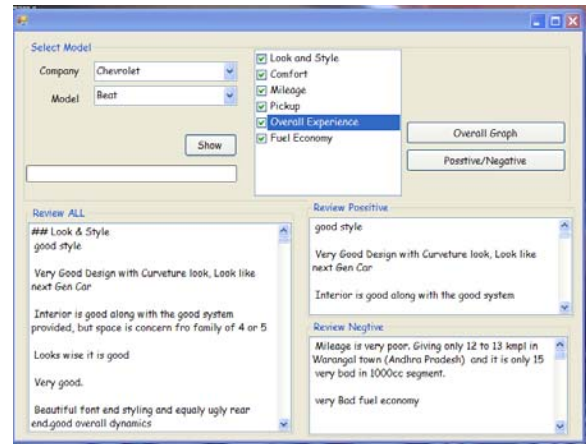 Select Model
Company
Chevrolet
Model
Beat
Show
Look and Style
Comfort
Mileage
Pickup
Overall Experience
Fuel Economy
Overall Graph
Posstive/Negative
Review ALL
## Look & Style
good style
Very Good Design with Curveture look, Look like
next Gen Car
Interior is good along with the good system
provided, but space is concern fro family of 4 or 5
Looks wise it is good
Very good.
Beautiful font end styling and equaly ugly rear
end.good overall dynamics
Review Possitive
good style
Very Good Design with Curveture look, Look like
next Gen Car
Interior is good along with the good system
Review Negtive
Mileage is very poor. Giving only 12 to 13 kmpl in
Warangal town (Andhra Pradesh) and it is only 15
very bad in 1000cc segment.
very Bad fuel economy